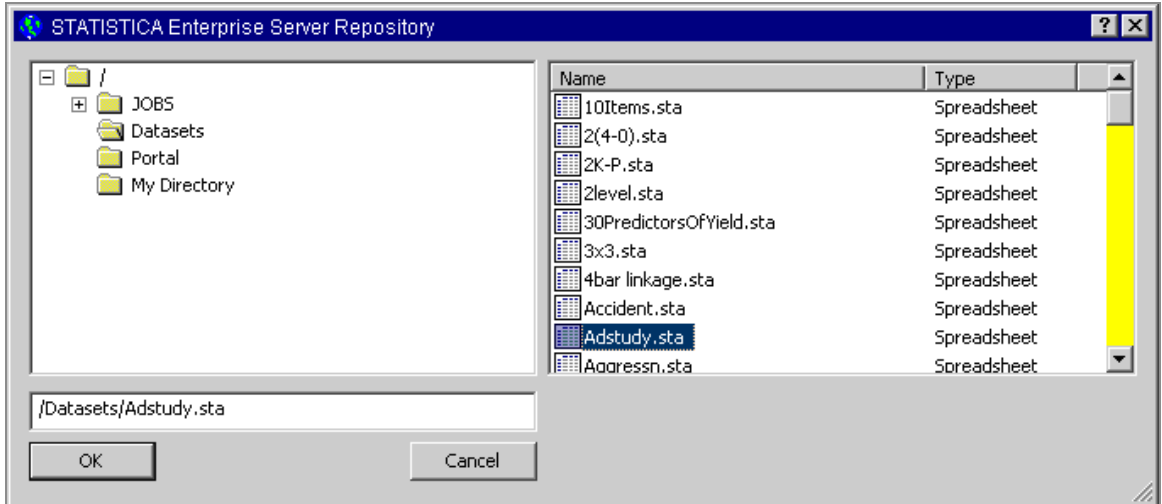 STATISTICA Enterprise Server Repository
/
JOBS
Datasets
Portal
My Directory
Name Type
10Items.sta Spreadsheet
2(4-0).sta Spreadsheet
2K-P.sta Spreadsheet
2level.sta Spreadsheet
30PredictorsOfYield.sta Spreadsheet
3x3.sta Spreadsheet
4bar linkage.sta Spreadsheet
Accident.sta Spreadsheet
Adstudy.sta Spreadsheet
Aggressn.sta Spreadsheet
/Datasets/Adstudy.sta
OK Cancel